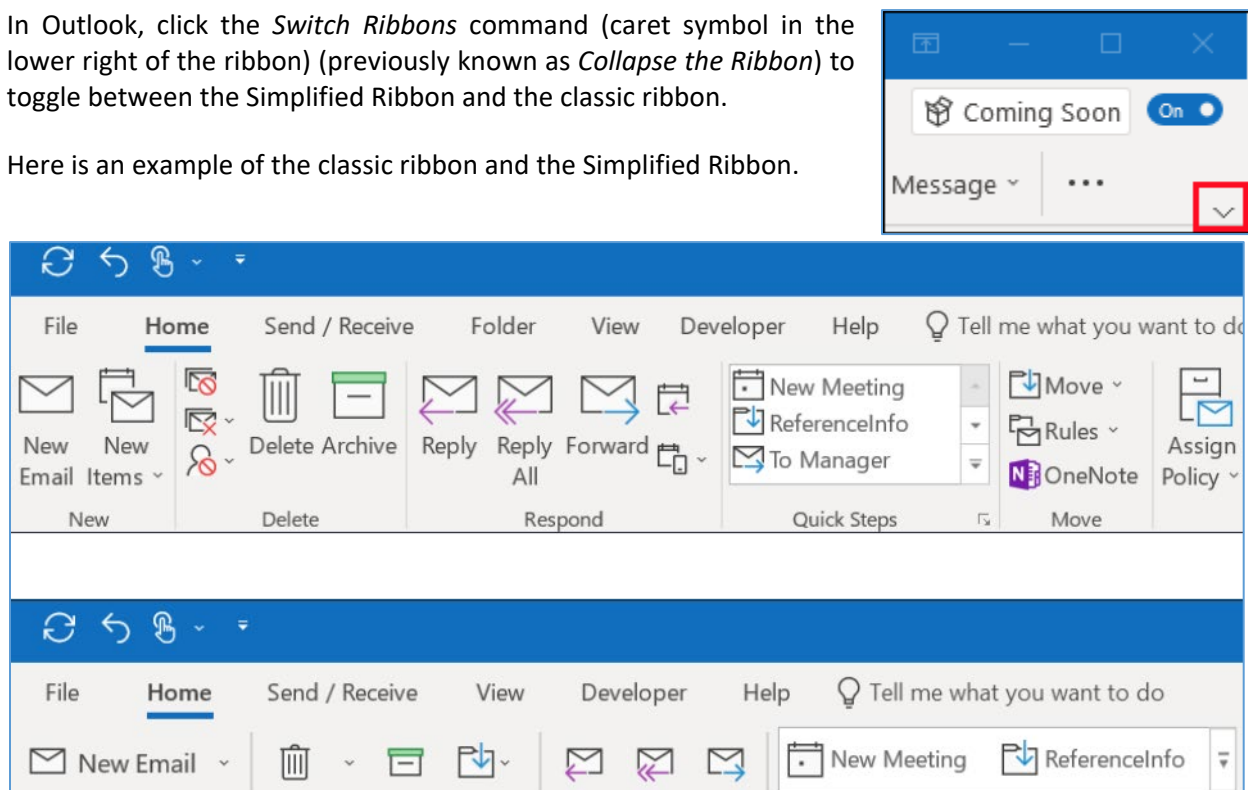 In Outlook, click the Switch Ribbons command (caret symbol in the
lower right of the ribbon) (previously known as Collapse the Ribbon) to
toggle between the Simplified Ribbon and the classic ribbon.
Here is an example of the classic ribbon and the Simplified Ribbon.
Coming Soon On
Message
File Home Send / Receive Folder View Developer Help Tell me what you want to do
New Meeting Move
ReferenceInfo Rules
New New Delete Archive Reply Reply Forward To Manager OneNote Assign
Email Items All Policy
New Delete Respond Quick Steps Move
File Home Send / Receive View Developer Help Tell me what you want to do
New Email New Meeting ReferenceInfo